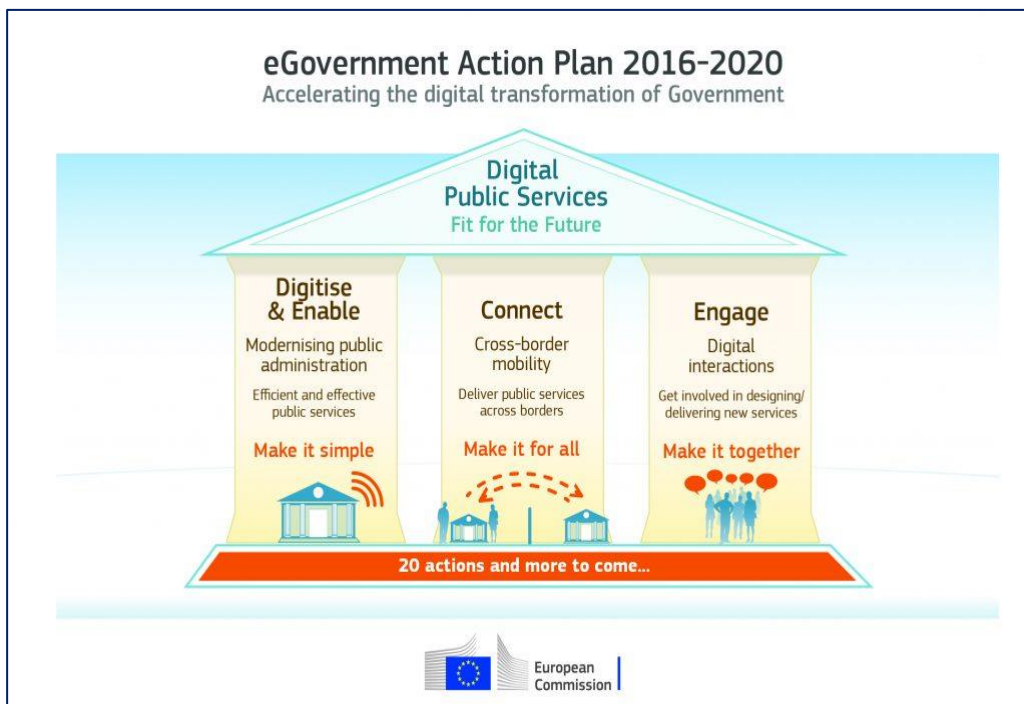 eGovernment Action Plan 2016-2020
Accelerating the digital transformation of Government
Digital
Public Services
Fit for the Future
Digitise
& Enable
Modernising public
administration
Efficient and effective
public services
Make it simple
Connect
Cross-border
mobility
Deliver public services
across borders
Make it for all
Engage
Digital
interactions
Get involved in designing/
delivering new services
Make it together
20 actions and more to come...
European
Commission